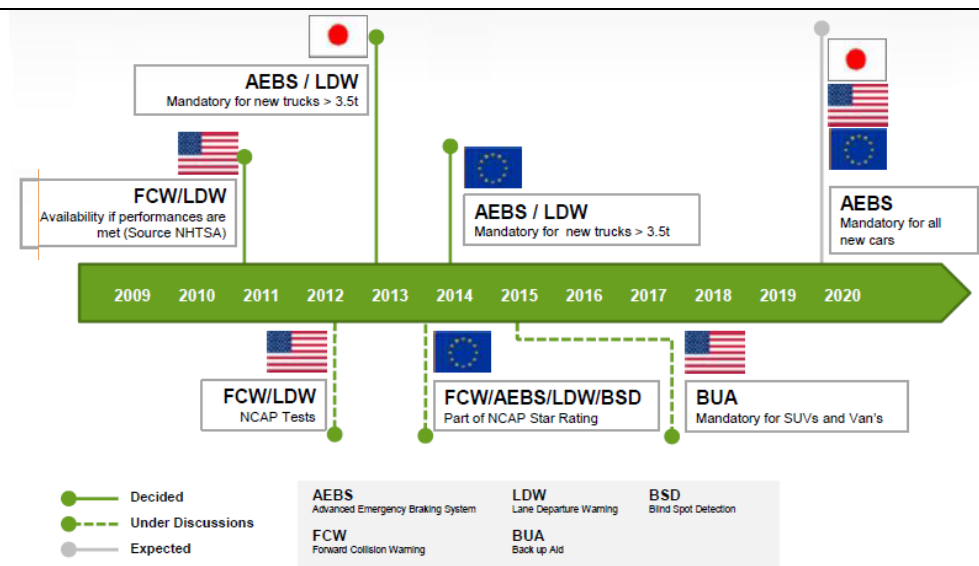 AEBS / LDW
Mandatory for new trucks > 3.5t
FCW/LDW
Availability if performances are
met (Source NHTSA)
AEBS / LDW
Mandatory for  new trucks > 3.5t
AEBS
Mandatory for all
new cars
2009 2010 2011 2012 2013 2014 2015 2016 2017 2018 2019 2020
FCW/LDW
NCAP Tests
FCW/AEBS/LDW/BSD
Part of NCAP Star Rating
BUA
Mandatory for SUVs and Van's
Decided
Under Discussions
Expected
AEBS
Advanced Emergency Braking System
LDW
Lane Departure Warning
BSD
Blind Spot Detection
FCW
Forward Collision Warning
BUA
Back up Aid